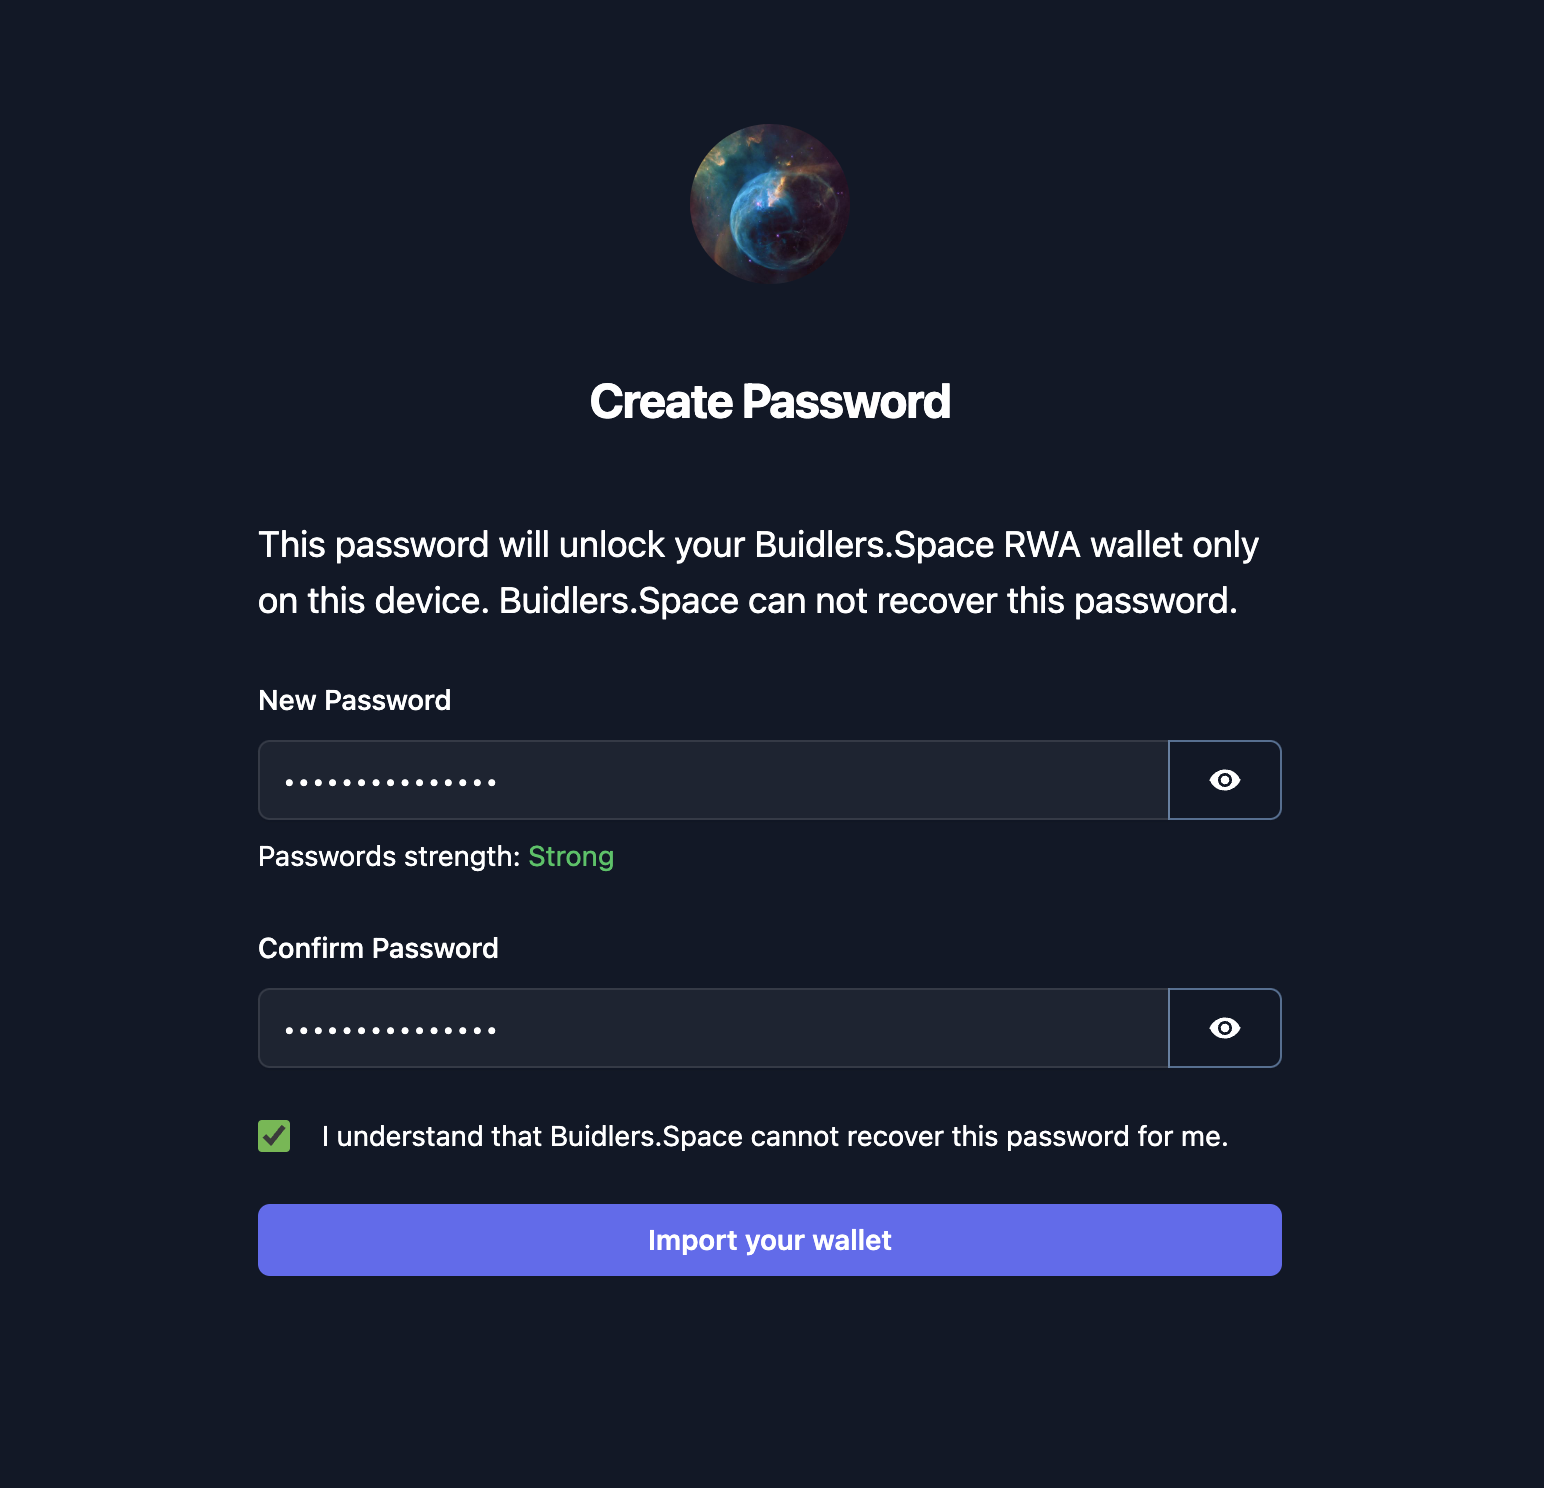 Create Password
This password will unlock your Buidlers.Space RWA wallet only
on this device. Buidlers.Space can not recover this password.
New Password
•••••••••••••••
Passwords strength: Strong
Confirm Password
•••••••••••••••
I understand that Buidlers.Space cannot recover this password for me.
Import your wallet